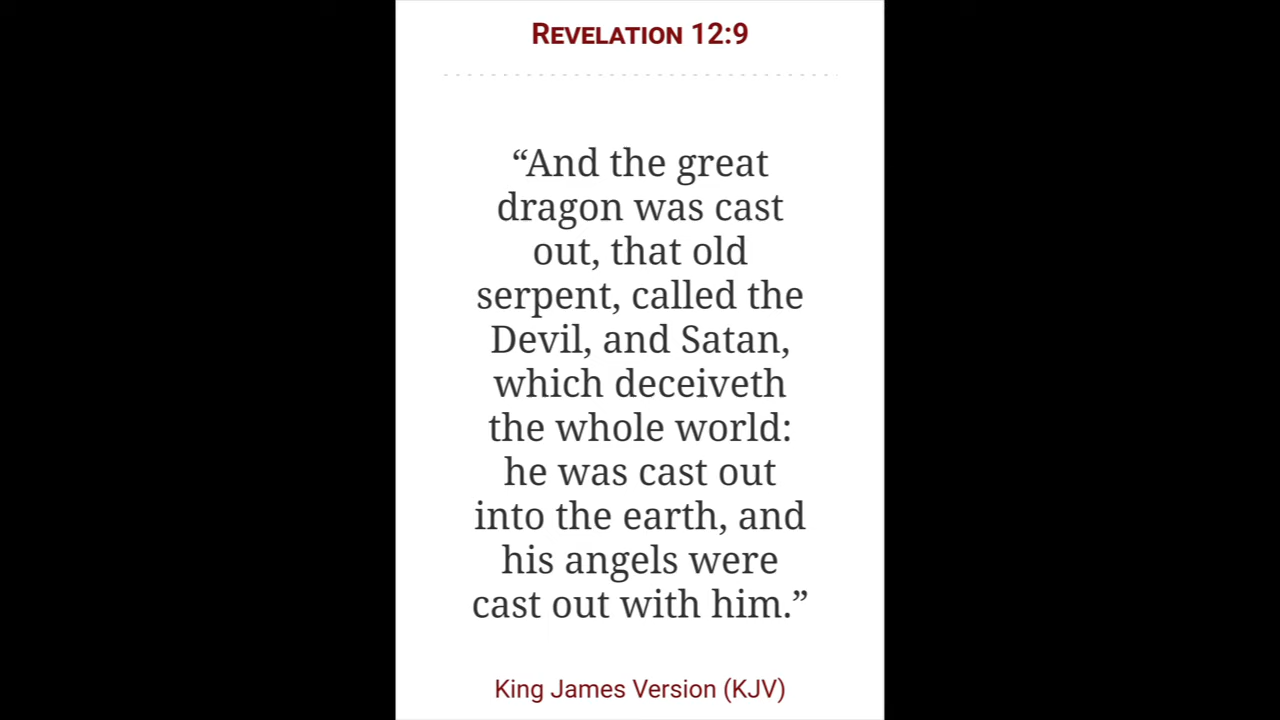 REVELATION 12:9
“And the great
dragon was cast
out, that old
serpent, called the
Devil, and Satan,
which deceiveth
the whole world:
he was cast out
into the earth, and
his angels were
cast out with him.”
King James Version (KJV)